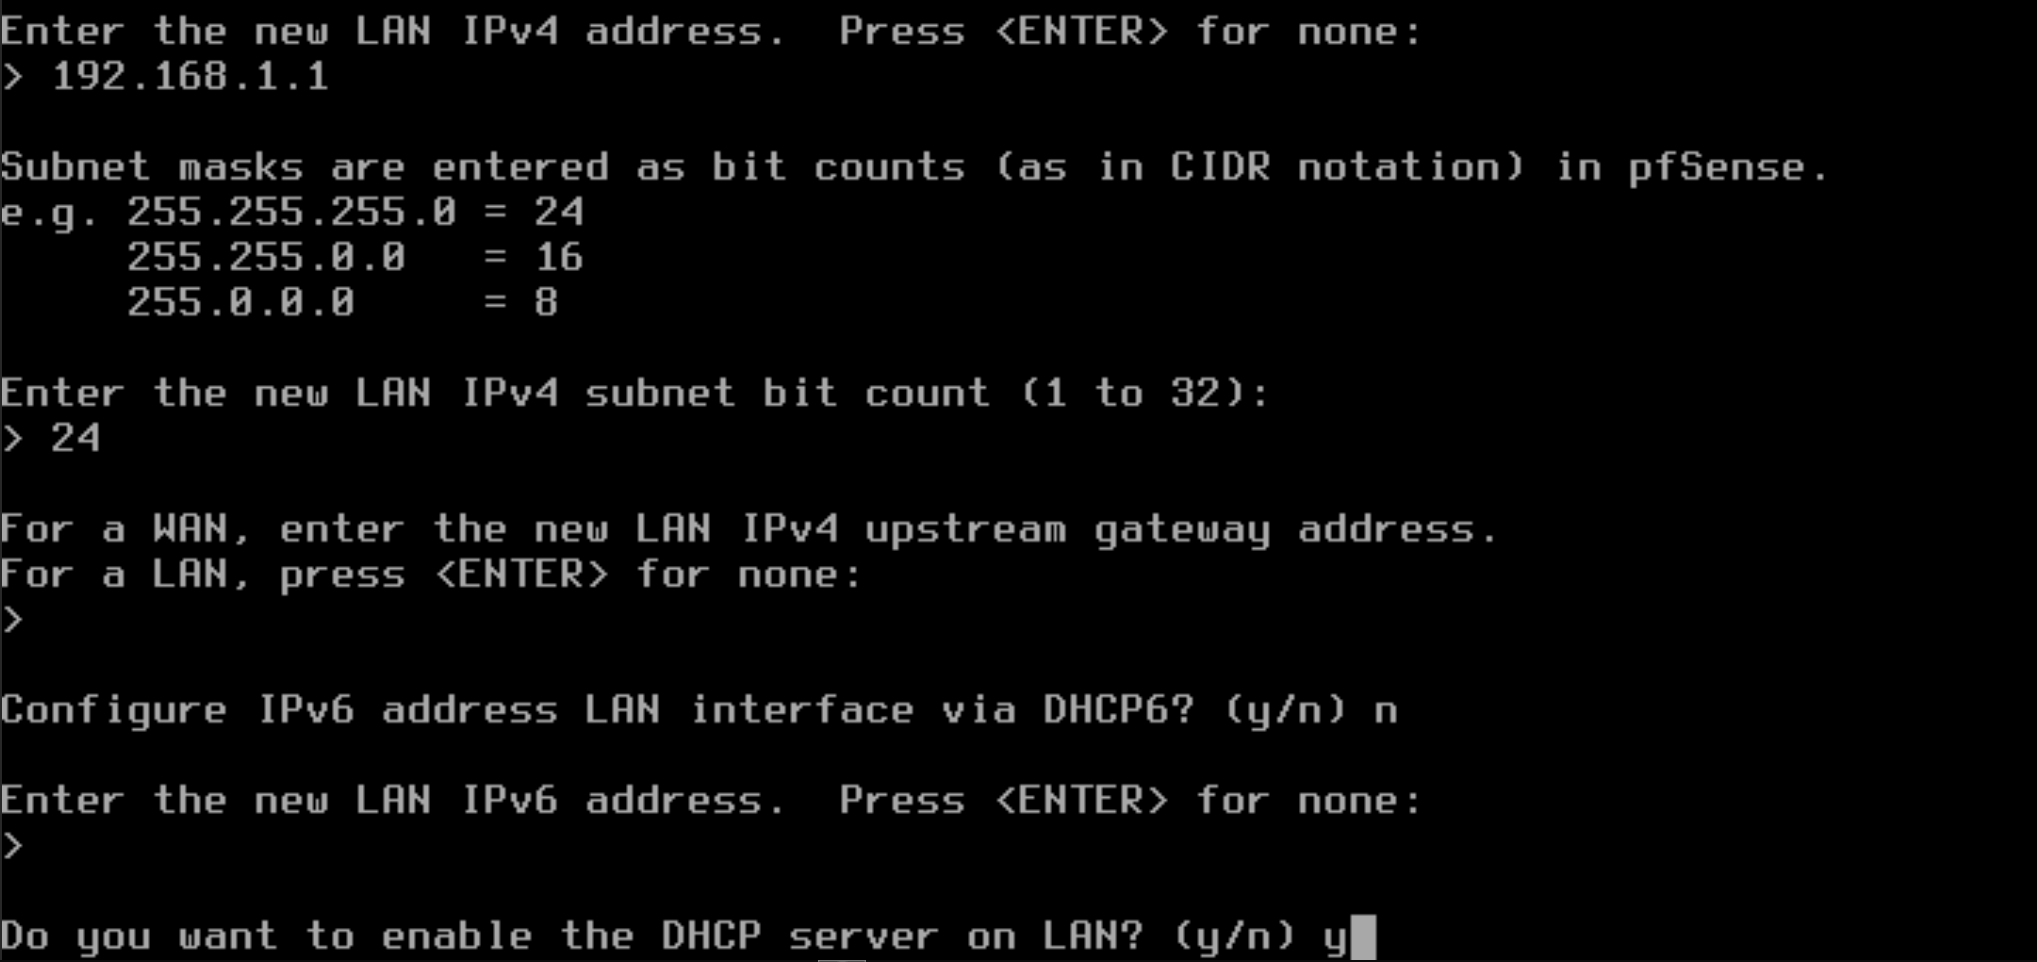 Enter the new LAN IPv4 address.  Press <ENTER> for none:
> 192.168.1.1
Subnet masks are entered as bit counts (as in CIDR notation) in pfSense.
e.g. 255.255.255.0 = 24
     255.255.0.0   = 16
     255.0.0.0     = 8
Enter the new LAN IPv4 subnet bit count (1 to 32):
> 24
For a WAN, enter the new LAN IPv4 upstream gateway address.
For a LAN, press <ENTER> for none:
>
Configure IPv6 address LAN interface via DHCP6? (y/n) n
Enter the new LAN IPv6 address.  Press <ENTER> for none:
>
Do you want to enable the DHCP server on LAN? (y/n) y